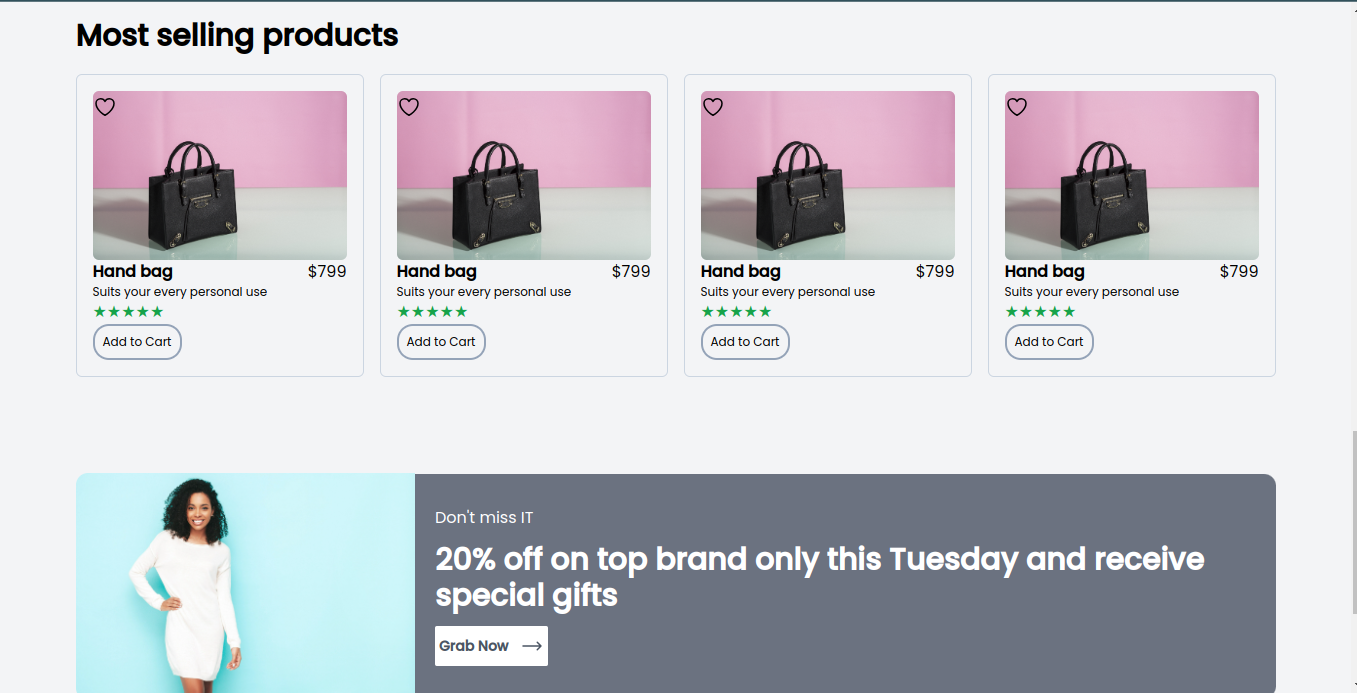 Most selling products
Hand bag $799
Suits your every personal use
★★★★★
Add to Cart
Hand bag $799
Suits your every personal use
★★★★★
Add to Cart
Hand bag $799
Suits your every personal use
★★★★★
Add to Cart
Hand bag $799
Suits your every personal use
★★★★★
Add to Cart
Don't miss IT
20% off on top brand only this Tuesday and receive
special gifts
Grab Now